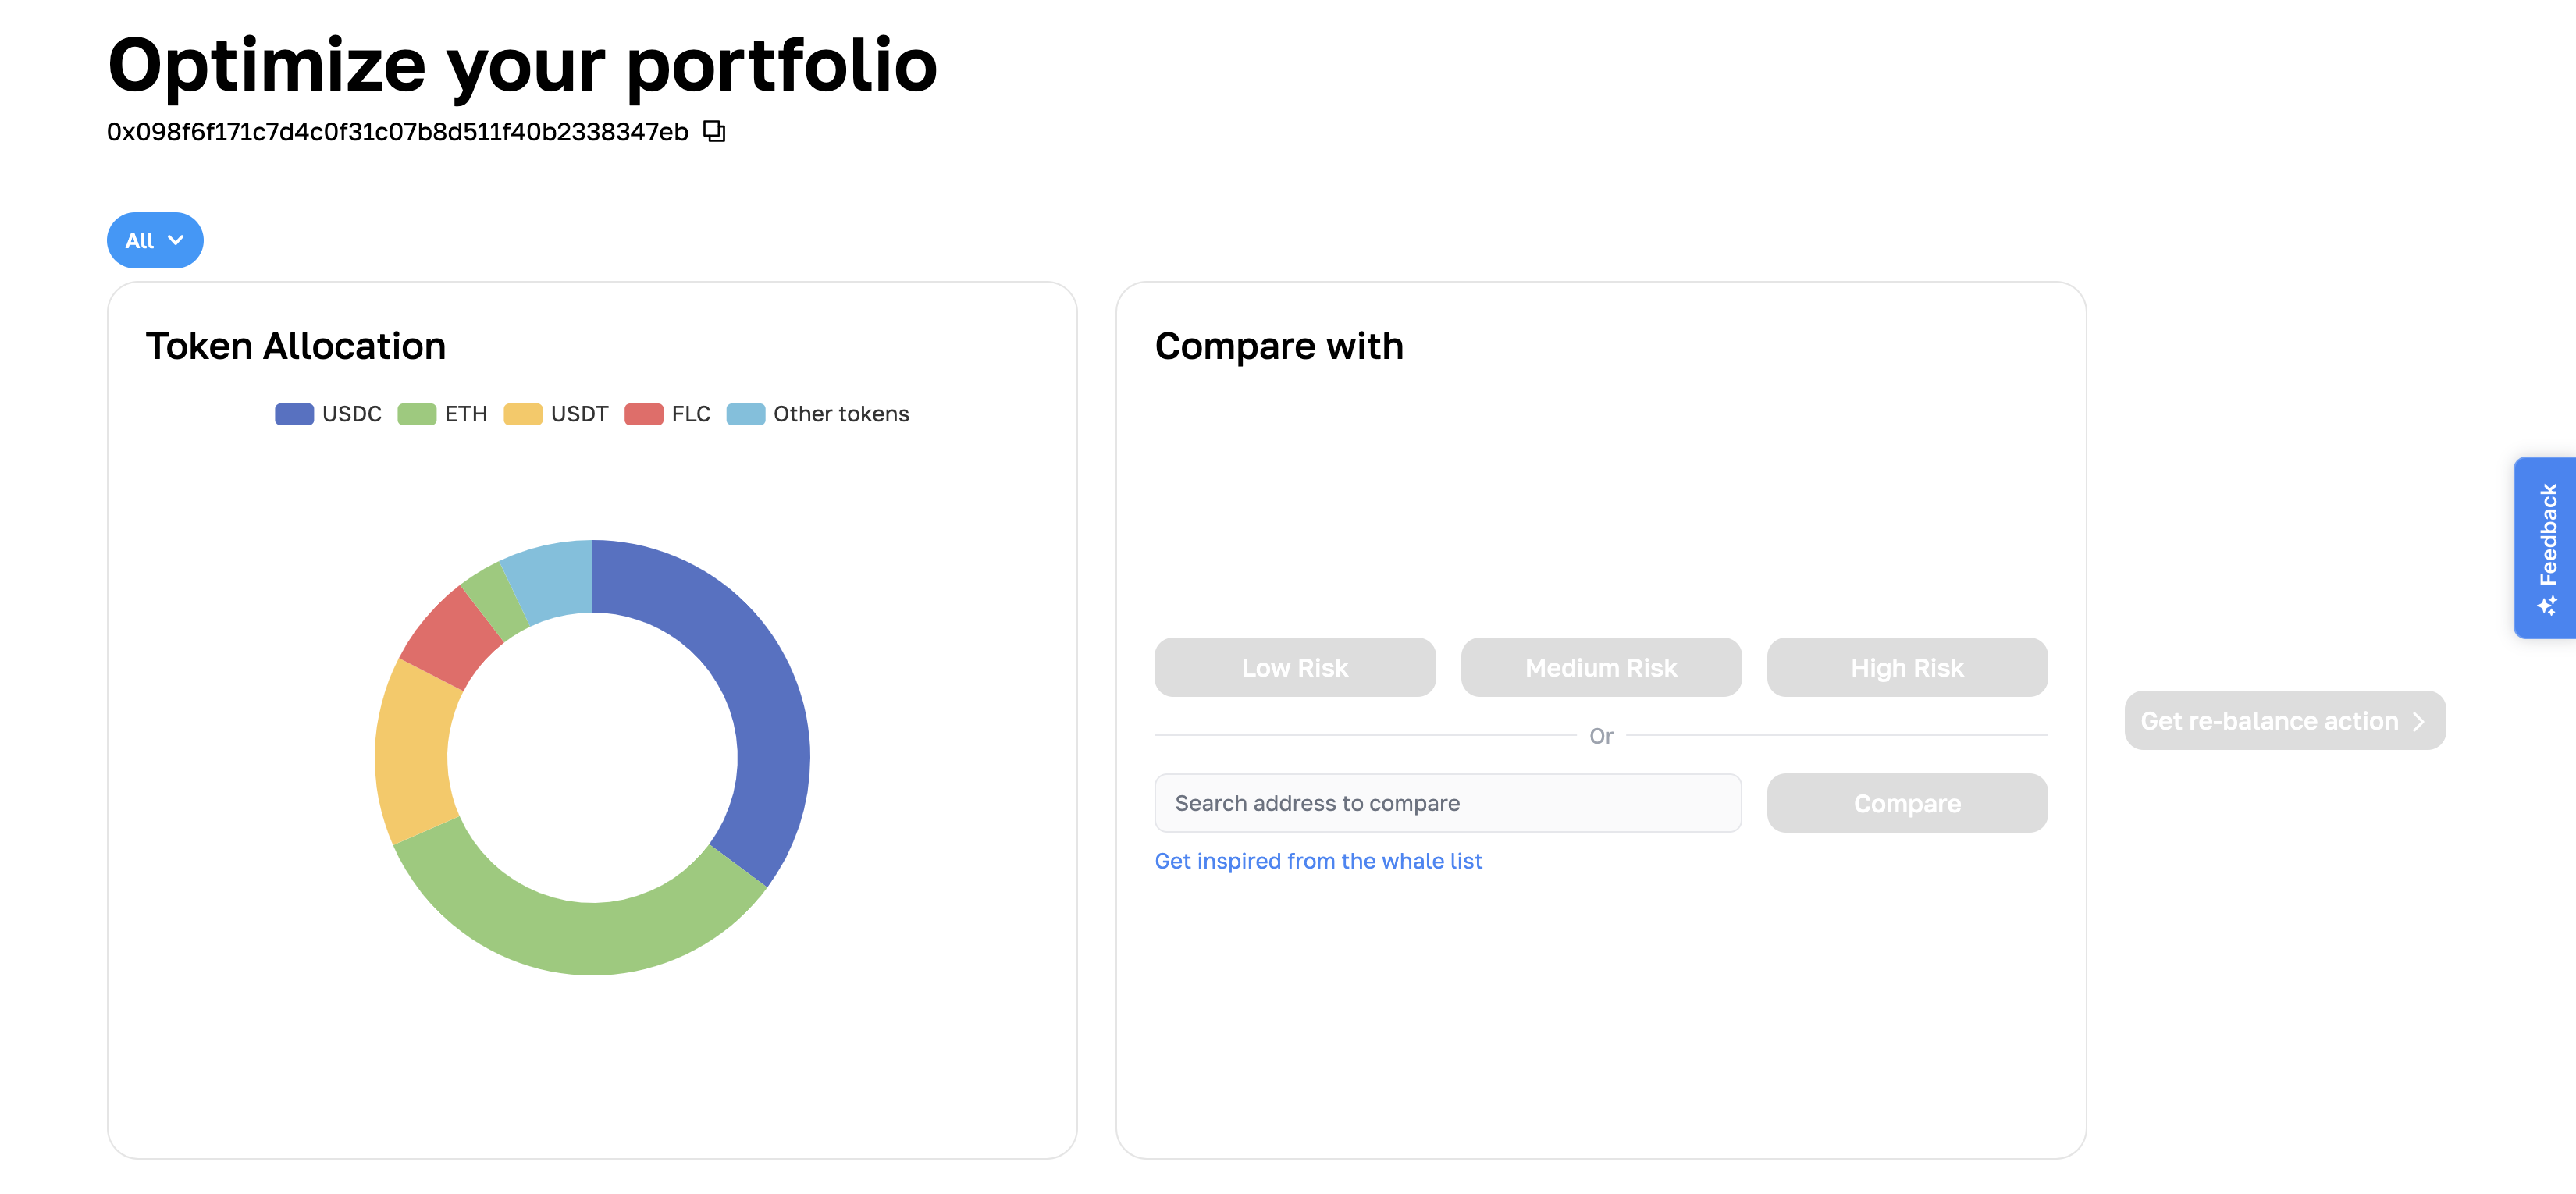 Optimize your portfolio
0x098f6f171c7d4c0f31c07b8d511f40b2338347eb
All
Token Allocation
USDC ETH USDT FLC Other tokens
Compare with
Low Risk Medium Risk High Risk
Or
Search address to compare Compare
Get inspired from the whale list
Get re-balance action
Feedback